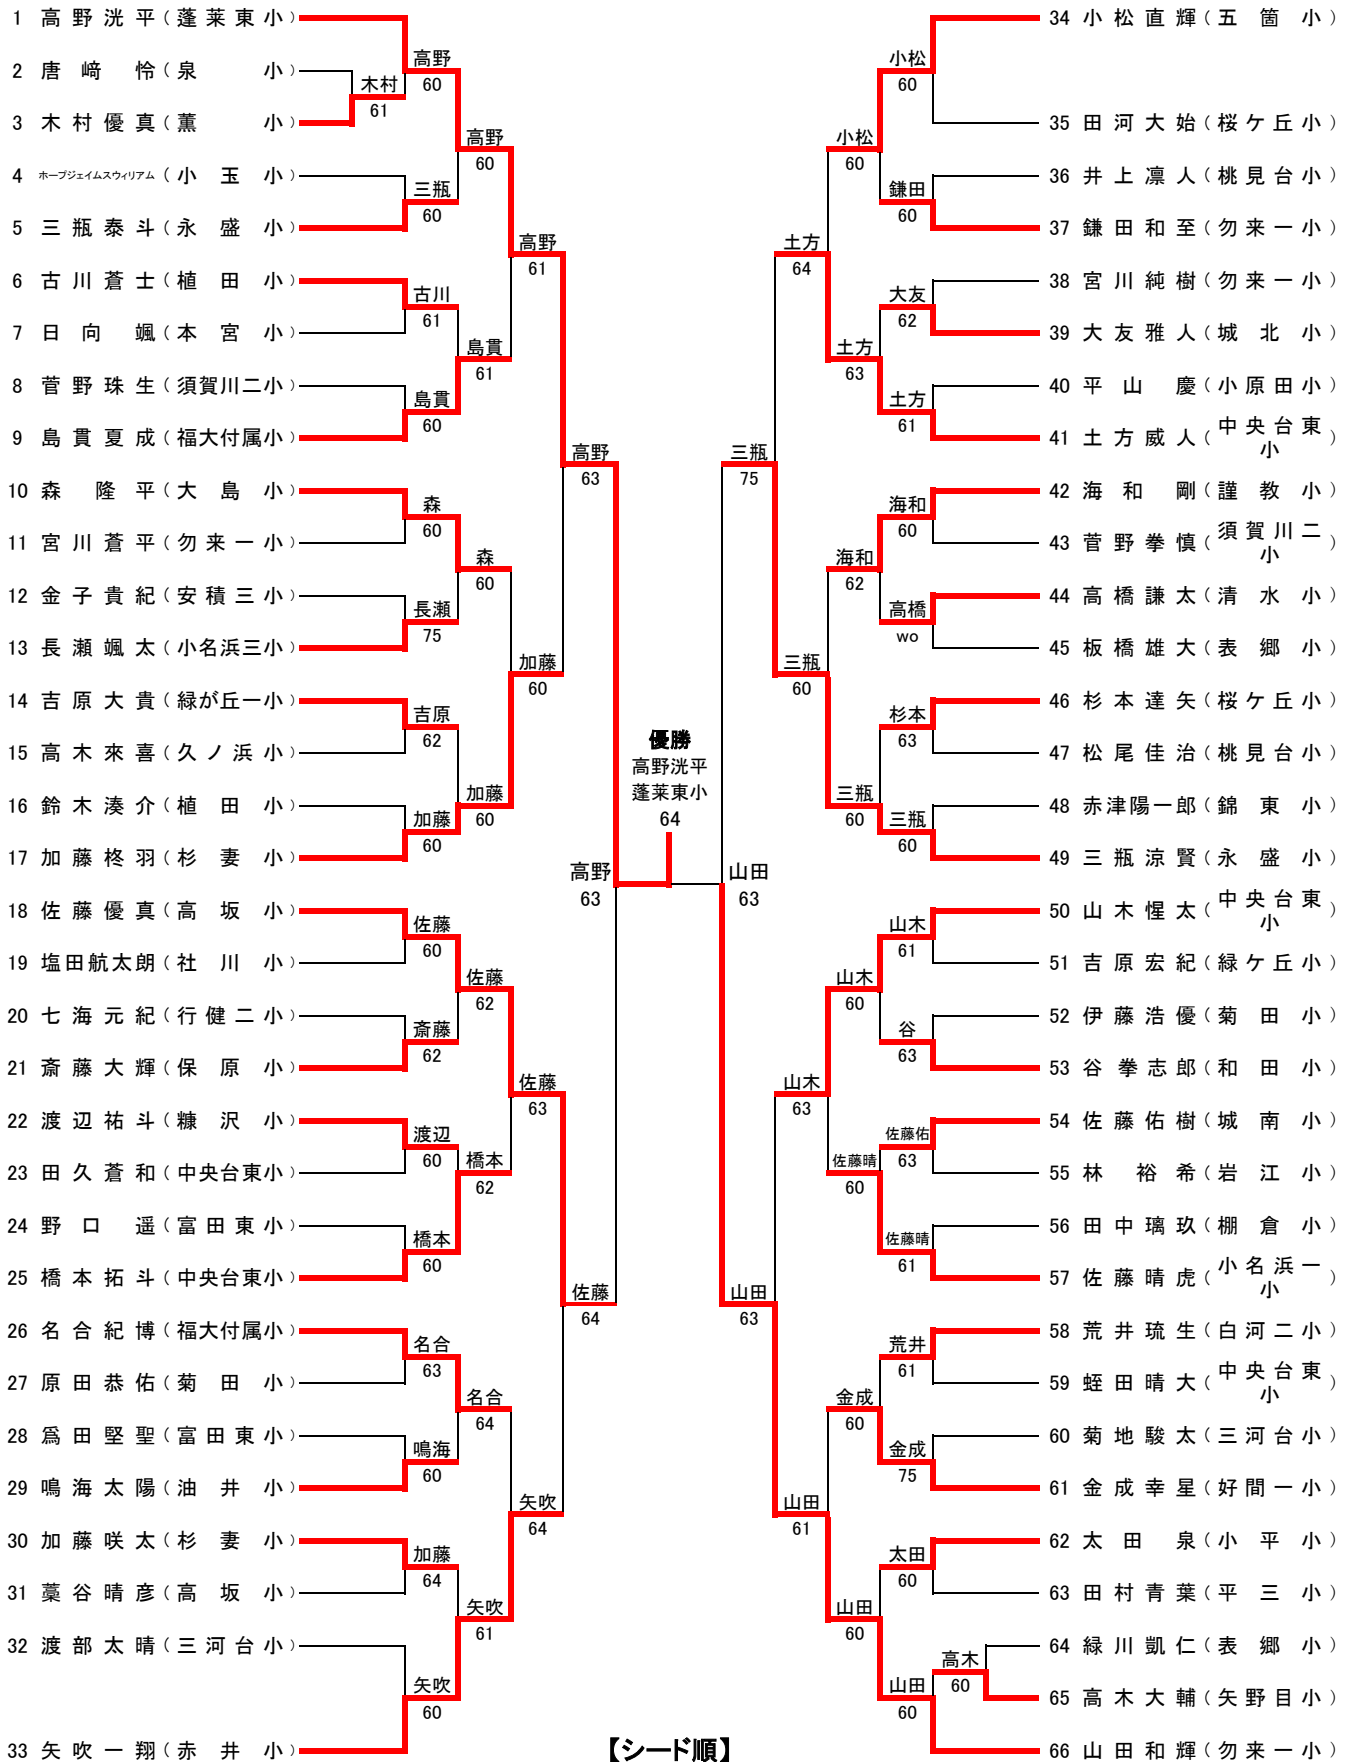 1 高野洸平(蓬莱東小)
2 唐﨑怜(泉小)
3 木村優真(薫小)
4 ホープジェイムスウィリアム(小玉小)
5 三瓶泰斗(永盛小)
6 古川蒼士(植田小)
7 日向颯(本宮小)
8 菅野珠生(須賀川二小)
9 島貫夏成(福大付属小)
10 森隆平(大島小)
11 宮川蒼平(勿来一小)
12 金子貴紀(安積三小)
13 長瀬颯太(小名浜三小)
14 吉原大貴(緑が丘一小)
15 高木來喜(久ノ浜小)
16 鈴木湊介(植田小)
17 加藤柊羽(杉妻小)
18 佐藤優真(高坂小)
19 塩田航太朗(社川小)
20 七海元紀(行健二小)
21 斎藤大輝(保原小)
22 渡辺祐斗(糠沢小)
23 田久蒼和(中央台東小)
24 野口遥(富田東小)
25 橋本拓斗(中央台東小)
26 名合紀博(福大付属小)
27 原田恭佑(菊田小)
28 爲田堅聖(富田東小)
29 鳴海太陽(油井小)
30 加藤咲太(杉妻小)
31 藁谷晴彦(高坂小)
32 渡部太晴(三河台小)
33 矢吹一翔(赤井小)
木村
61
高野
60
三瓶
60
古川
61
島貫
60
森
60
長瀬
75
吉原
62
加藤
60
佐藤
60
斎藤
62
渡辺
60
橋本
60
名合
63
鳴海
60
加藤
64
矢吹
60
高野
60
島貫
61
森
60
加藤
60
佐藤
62
橋本
62
名合
64
矢吹
61
高野
61
加藤
60
佐藤
63
矢吹
64
高野
63
佐藤
64
高野
63
優勝
高野洸平
蓬莱東小
64
山田
63
三瓶
75
山田
63
土方
64
三瓶
60
山木
63
山田
61
小松
60
土方
63
海和
62
三瓶
60
山木
60
佐藤晴
60
金成
60
山田
60
小松
60
鎌田
60
大友
62
土方
61
海和
60
高橋
wo
杉本
63
三瓶
60
山木
61
谷
63
佐藤佑
63
佐藤晴
61
荒井
61
金成
75
太田
60
山田
60
高木
60
34 小松直輝(五箇小)
35 田河大始(桜ケ丘小)
36 井上凛人(桃見台小)
37 鎌田和至(勿来一小)
38 宮川純樹(勿来一小)
39 大友雅人(城北小)
40 平山慶(小原田小)
41 土方威人(中央台東小)
42 海和剛(謹教小)
43 菅野拳慎(須賀川二小)
44 高橋謙太(清水小)
45 板橋雄大(表郷小)
46 杉本達矢(桜ケ丘小)
47 松尾佳治(桃見台小)
48 赤津陽一郎(錦東小)
49 三瓶涼賢(永盛小)
50 山木惺太(中央台東小)
51 吉原宏紀(緑ケ丘小)
52 伊藤浩優(菊田小)
53 谷拳志郎(和田小)
54 佐藤佑樹(城南小)
55 林裕希(岩江小)
56 田中璃玖(棚倉小)
57 佐藤晴虎(小名浜一小)
58 荒井琉生(白河二小)
59 蛭田晴大(中央台東小)
60 菊地駿太(三河台小)
61 金成幸星(好間一小)
62 太田泉(小平小)
63 田村青葉(平三小)
64 緑川凱仁(表郷小)
65 高木大輔(矢野目小)
66 山田和輝(勿来一小)
【シード順】